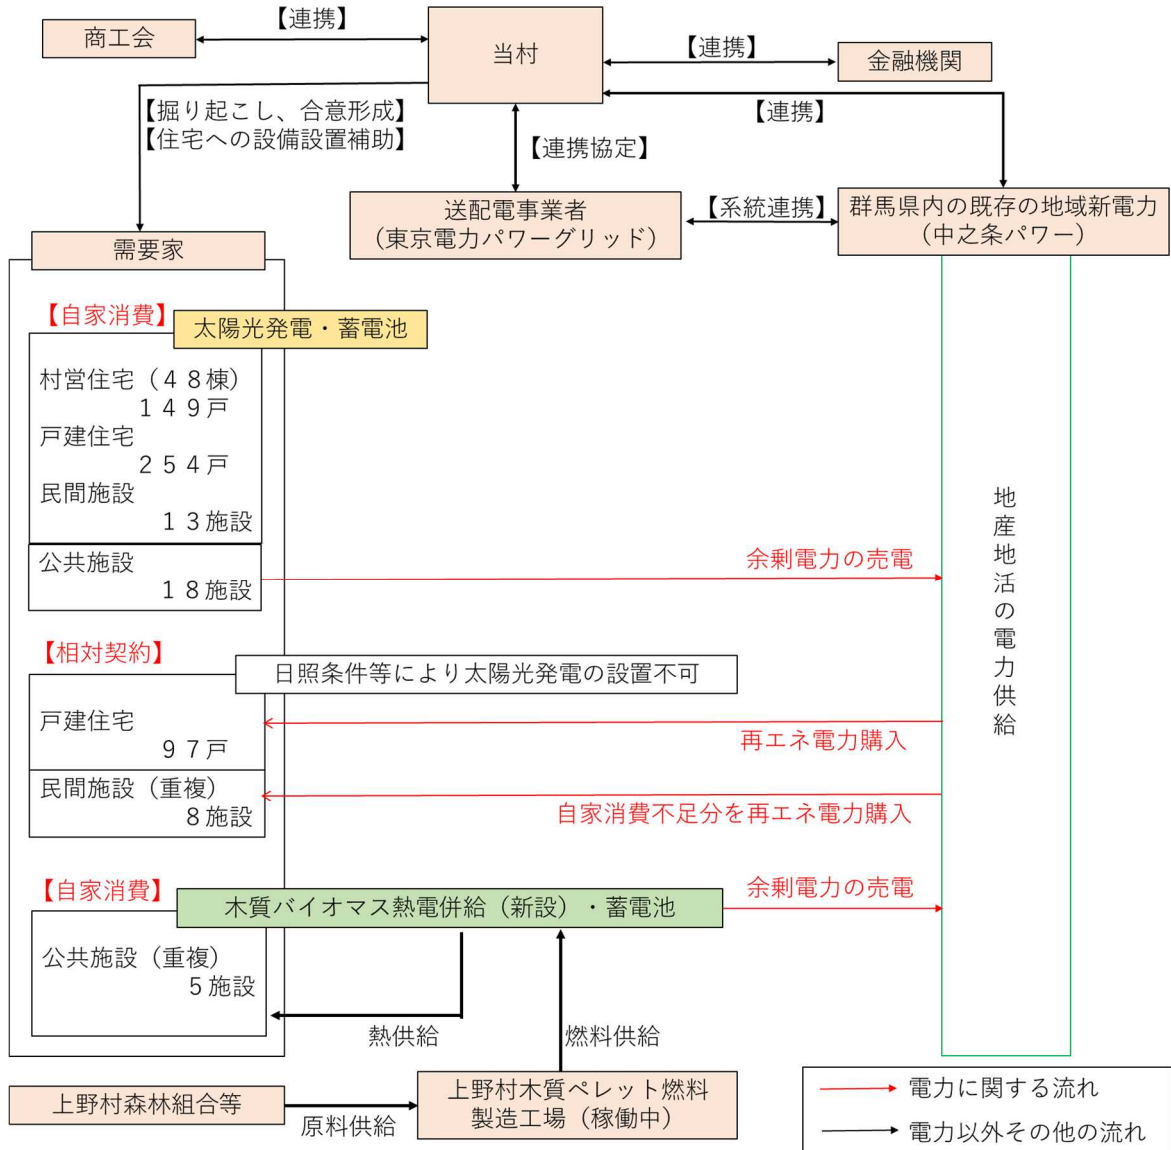 商工会
【連携】
当村
【連携】
金融機関
【掘り起こし、合意形成】
【住宅への設備設置補助】
【連携】
【連携協定】
送配電事業者
（東京電力パワーグリッド）
【系統連携】
群馬県内の既存の地域新電力
（中之条パワー）
需要家
【自家消費】
太陽光発電・蓄電池
村営住宅（４８棟）
１４９戸
戸建住宅
２５４戸
民間施設
１３施設
公共施設
１８施設
余剰電力の売電
地産地活の電力供給
【相対契約】
日照条件等により太陽光発電の設置不可
戸建住宅
９７戸
再エネ電力購入
民間施設（重複）
８施設
自家消費不足分を再エネ電力購入
【自家消費】
木質バイオマス熱電併給（新設）・蓄電池
余剰電力の売電
公共施設（重複）
５施設
熱供給
燃料供給
上野村森林組合等
原料供給
上野村木質ペレット燃料
製造工場（稼働中）
電力に関する流れ
電力以外その他の流れ